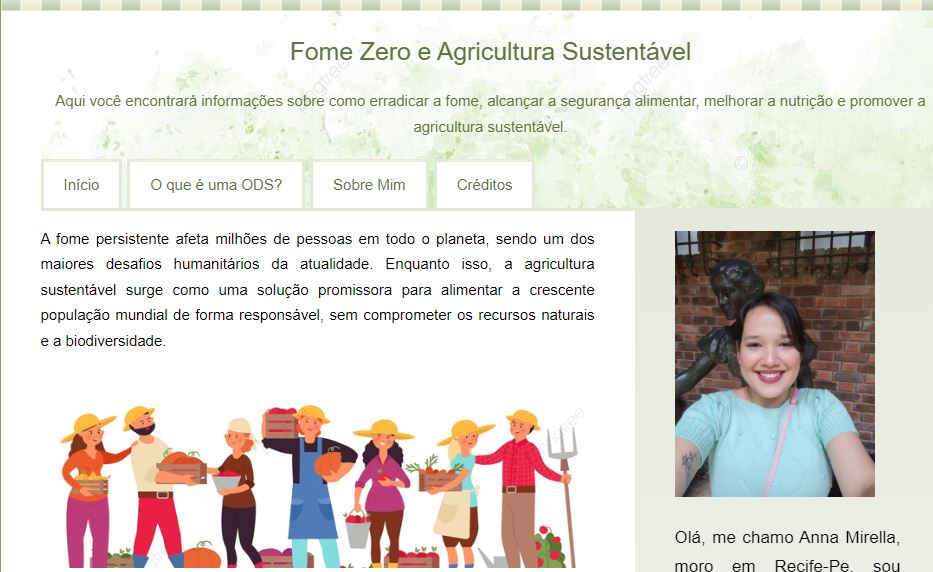 Fome Zero e Agricultura Sustentável
Aqui você encontrará informações sobre como erradicar a fome, alcançar a segurança alimentar, melhorar a nutrição e promover a
agricultura sustentável.
Início
O que é uma ODS?
Sobre Mim
Créditos
A fome persistente afeta milhões de pessoas em todo o planeta, sendo um dos
maiores desafios humanitários da atualidade. Enquanto isso, a agricultura
sustentável surge como uma solução promissora para alimentar a crescente
população mundial de forma responsável, sem comprometer os recursos naturais
e a biodiversidade.
Olá, me chamo Anna Mirella,
moro em Recife-Pe, sou